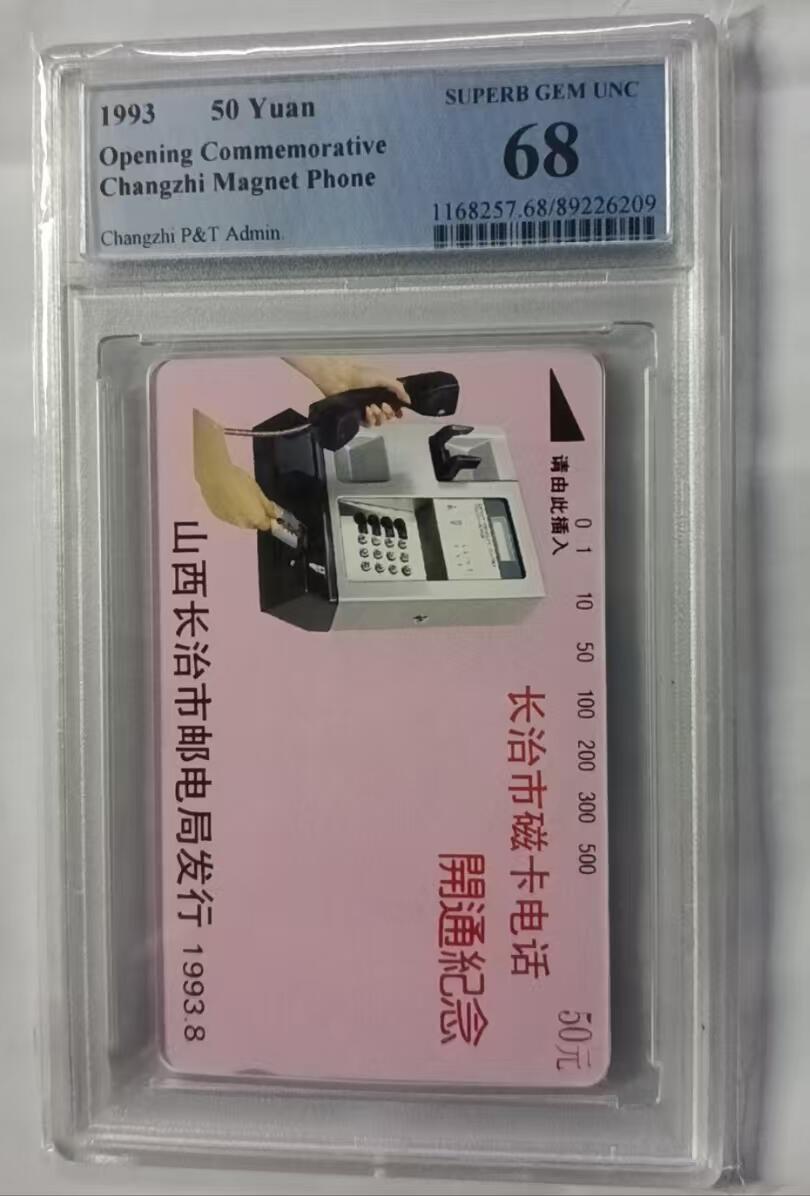 1993 50 Yuan
Opening Commemorative
Changzhi Magnet Phone
Changzhi P&T Admin.
SUPERB GEM UNC
68
1168257.68/89226209
请由此插入
0 1 10 50 100 200 300 500
长治市磁卡电话
開通紀念
50元
山西长治市邮电局发行 1993.8